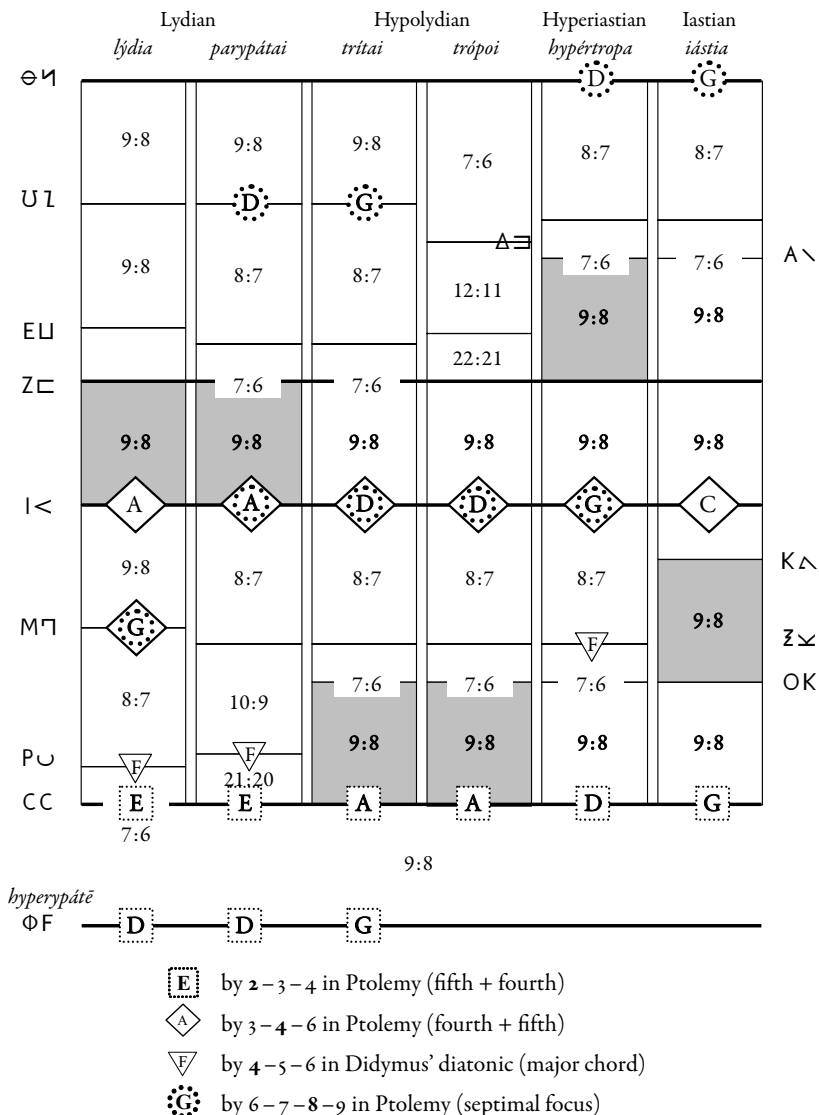 Lydian Hypolydian Hyperiastian Iastian
lýdia parypátai trítai trópoi hypértropa iástia
D G
9:8 9:8 9:8 7:6 8:7 8:7
D G
A\
7:6 7:6
9:8 8:7 8:7 12:11 9:8 9:8
E
22:21
Z 7:6 7:6
9:8 9:8 9:8 9:8 9:8 9:8
I< A A D D G C
9:8 8:7 8:7 8:7 8:7
K
9:8
M G F
OK
7:6 7:6 7:6
8:7 10:9 9:8 9:8 9:8 9:8
P F F
21:20
CC E E A A D G
7:6
9:8
hyperypátē
ΦF D D G
E by 2–3–4 in Ptolemy (fifth + fourth)
A by 3–4–6 in Ptolemy (fourth + fifth)
F by 4–5–6 in Didymus’ diatonic (major chord)
G by 6–7–8–9 in Ptolemy (septimal focus)